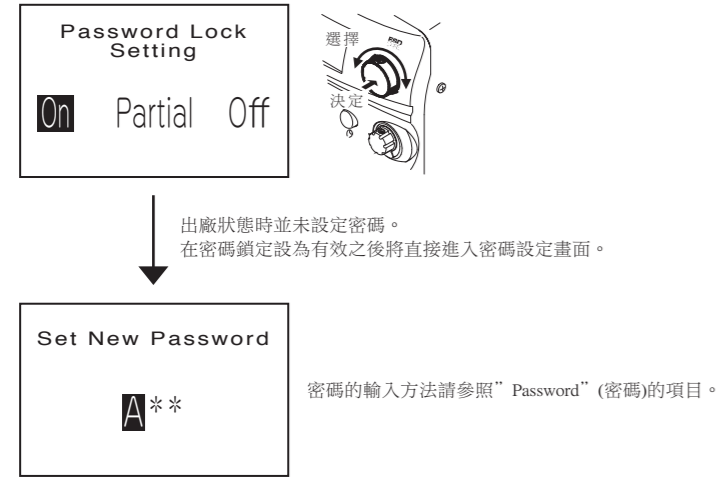 Password Lock
Setting
On Partial Off
選擇
決定
出廠狀態時並未設定密碼。
在密碼鎖定設為有效之後將直接進入密碼設定畫面。
Set New Password
A**
密碼的輸入方法請參照”Password”(密碼)的項目。